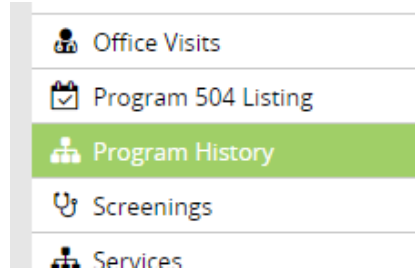 Office Visits
Program 504 Listing
Program History
Screenings
Services